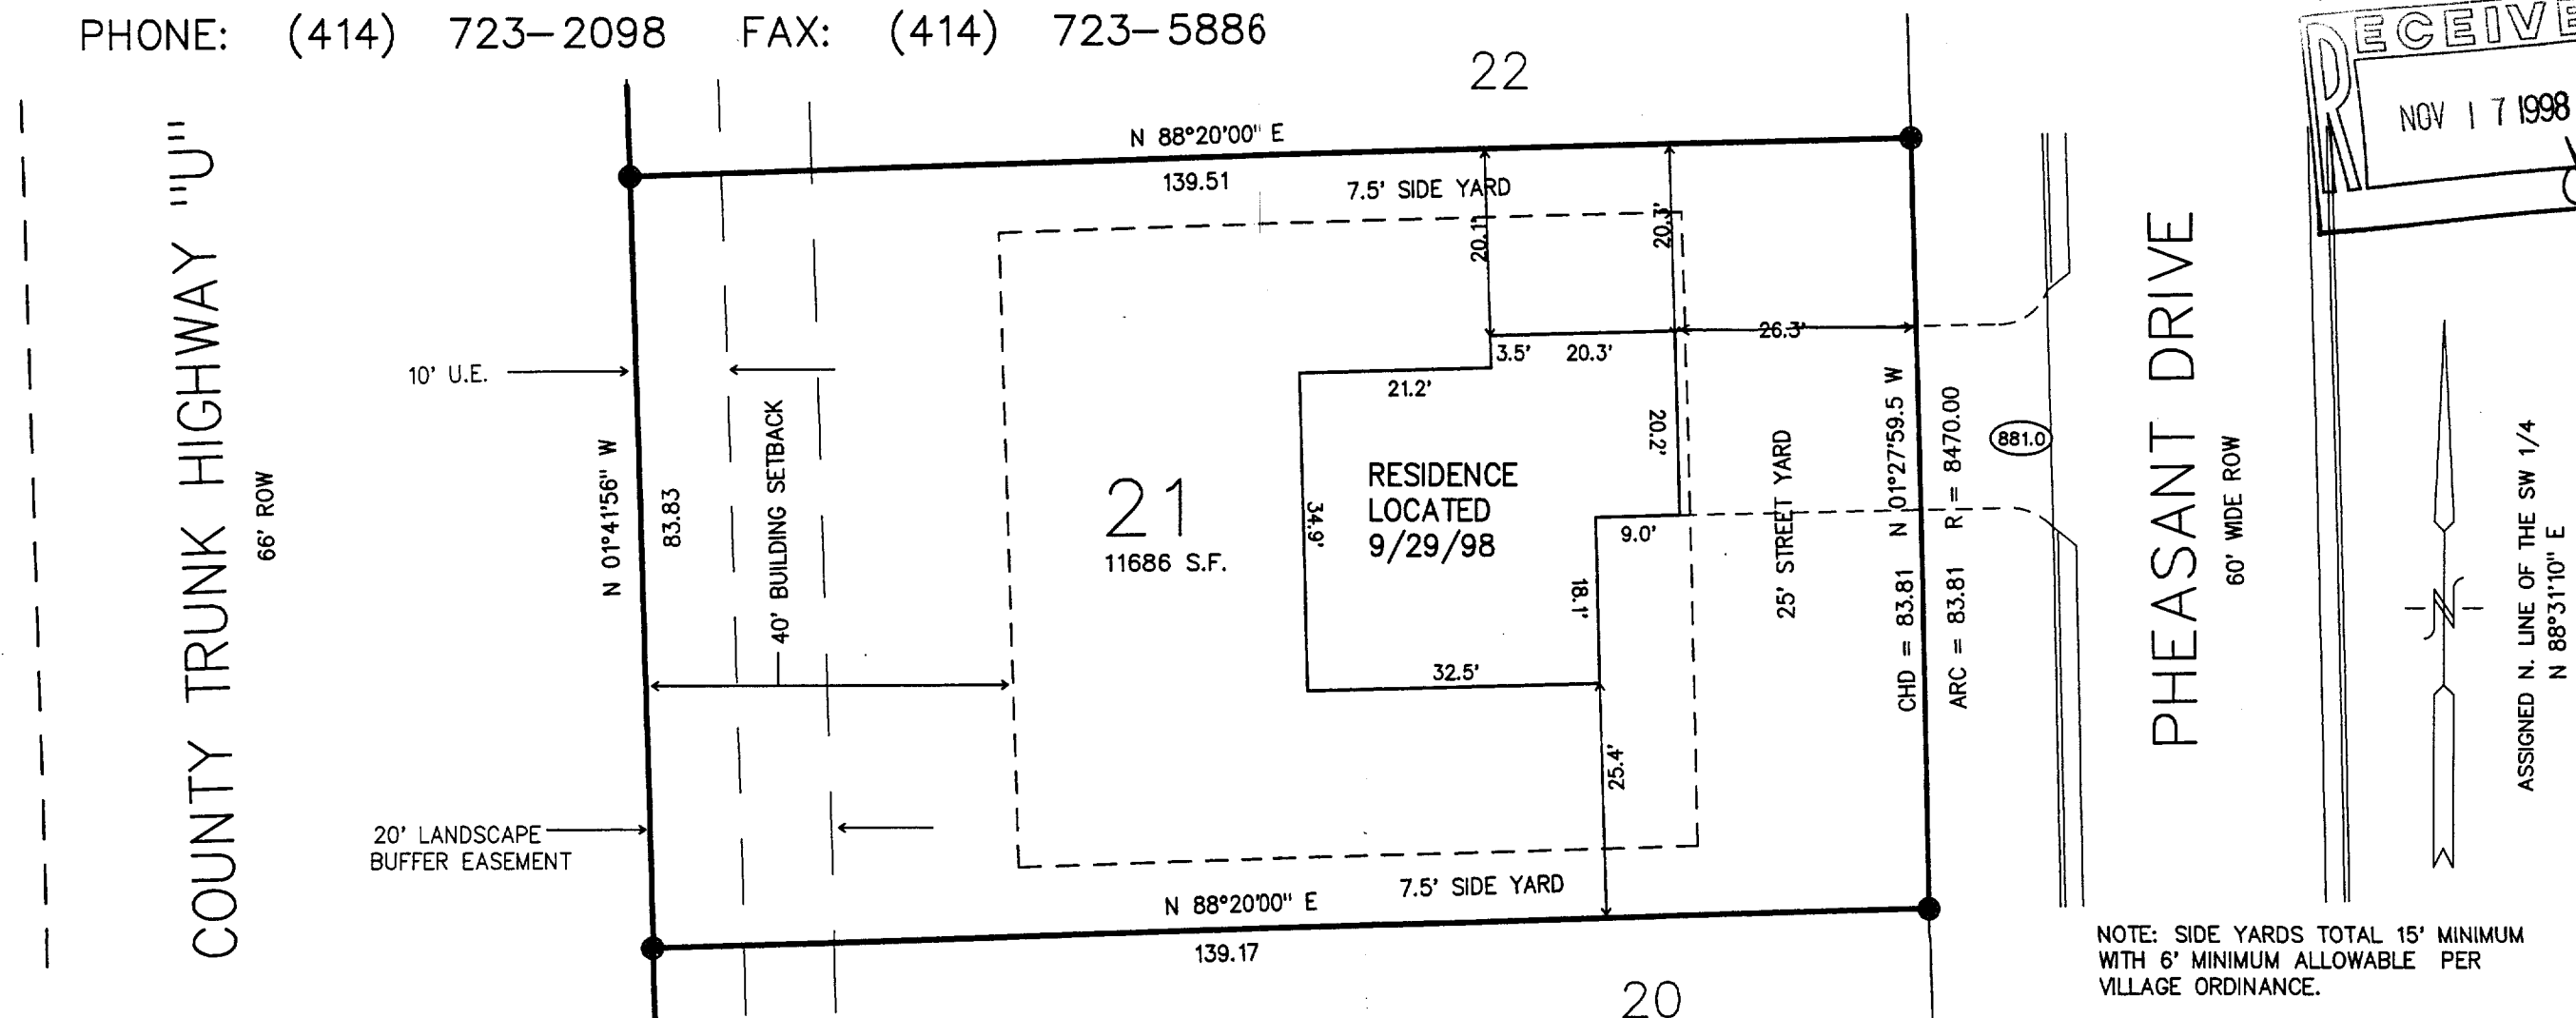 PHONE: (414) 723-2098 FAX: (414) 723-5886
RECEIVE
NOV 17 1998
22
N 88°20'00" E
139.51
7.5' SIDE YARD
20.1'
26.3'
3.5' 20.3'
21.2'
20.2'
34.9'
RESIDENCE
LOCATED
9/29/98
9.0'
18.1'
32.5'
25.4'
21
11686 S.F.
COUNTY TRUNK HIGHWAY "U"
66' ROW
10' U.E.
N 01°41'56" W
83.83
40' BUILDING SETBACK
20' LANDSCAPE
BUFFER EASEMENT
25' STREET YARD
CHD = 83.81 N 01°27'59.5 W
ARC = 83.81 R = 8470.00
881.0
PHEASANT DRIVE
60' WIDE ROW
N
ASSIGNED N. LINE OF THE SW 1/4
N 88°31'10" E
7.5' SIDE YARD
N 88°20'00" E
139.17
20
NOTE: SIDE YARDS TOTAL 15' MINIMUM
WITH 6' MINIMUM ALLOWABLE PER
VILLAGE ORDINANCE.